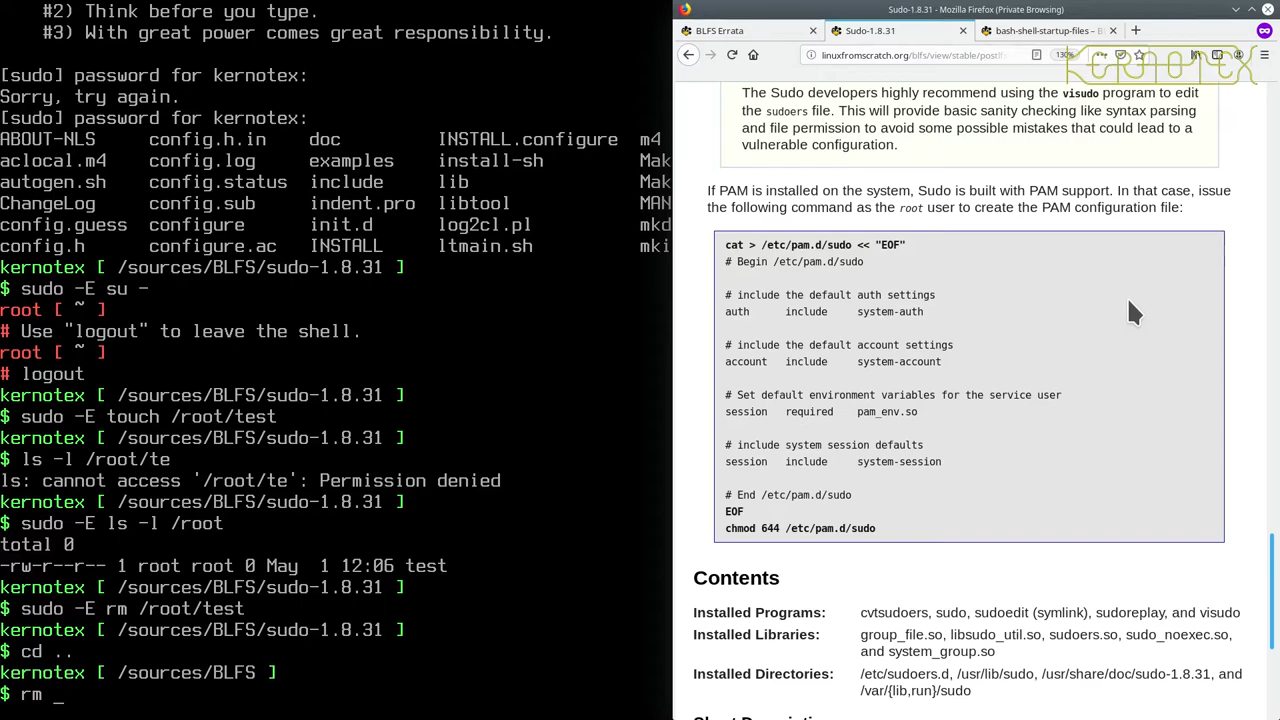 #2) Think before you type.
#3) With great power comes great responsibility.
[sudo] password for kernotex:
Sorry, try again.
[sudo] password for kernotex:
ABOUT-NLS config.h.in doc INSTALL.configure m4
aclocal.m4 config.log examples install-sh Mak
autogen.sh config.status include lib Mak
ChangeLog config.sub indent.pro libtool MAN
config.guess configure init.d log2cl.pl mkd
config.h configure.ac INSTALL ltmain.sh mki
kernotex [ /sources/BLFS/sudo-1.8.31 ]
$ sudo -E su -
root [ ~ ]
# Use "logout" to leave the shell.
root [ ~ ]
# logout
kernotex [ /sources/BLFS/sudo-1.8.31 ]
$ sudo -E touch /root/test
kernotex [ /sources/BLFS/sudo-1.8.31 ]
$ ls -l /root/te
ls: cannot access '/root/te': Permission denied
kernotex [ /sources/BLFS/sudo-1.8.31 ]
$ sudo -E ls -l /root
total 0
-rw-r--r-- 1 root root 0 May  1 12:06 test
kernotex [ /sources/BLFS/sudo-1.8.31 ]
$ sudo -E rm /root/test
kernotex [ /sources/BLFS/sudo-1.8.31 ]
$ cd ..
kernotex [ /sources/BLFS ]
$ rm _
Sudo-1.8.31 - Mozilla Firefox (Private Browsing)
BLFS Errata
Sudo-1.8.31
bash-shell-startup-files – B
linuxfromscratch.org/blfs/view/stable/postlf
130%
KERNOTEX
The Sudo developers highly recommend using the visudo program to edit
the sudoers file. This will provide basic sanity checking like syntax parsing
and file permission to avoid some possible mistakes that could lead to a
vulnerable configuration.
If PAM is installed on the system, Sudo is built with PAM support. In that case, issue
the following command as the root user to create the PAM configuration file:
cat > /etc/pam.d/sudo << "EOF"
# Begin /etc/pam.d/sudo
# include the default auth settings
auth include system-auth
# include the default account settings
account include system-account
# Set default environment variables for the service user
session required pam_env.so
# include system session defaults
session include system-session
# End /etc/pam.d/sudo
EOF
chmod 644 /etc/pam.d/sudo
Contents
Installed Programs: cvtsudoers, sudo, sudoedit (symlink), sudoreplay, and visudo
Installed Libraries: group_file.so, libsudo_util.so, sudoers.so, sudo_noexec.so,
and system_group.so
Installed Directories: /etc/sudoers.d, /usr/lib/sudo, /usr/share/doc/sudo-1.8.31, and
/var/{lib,run}/sudo